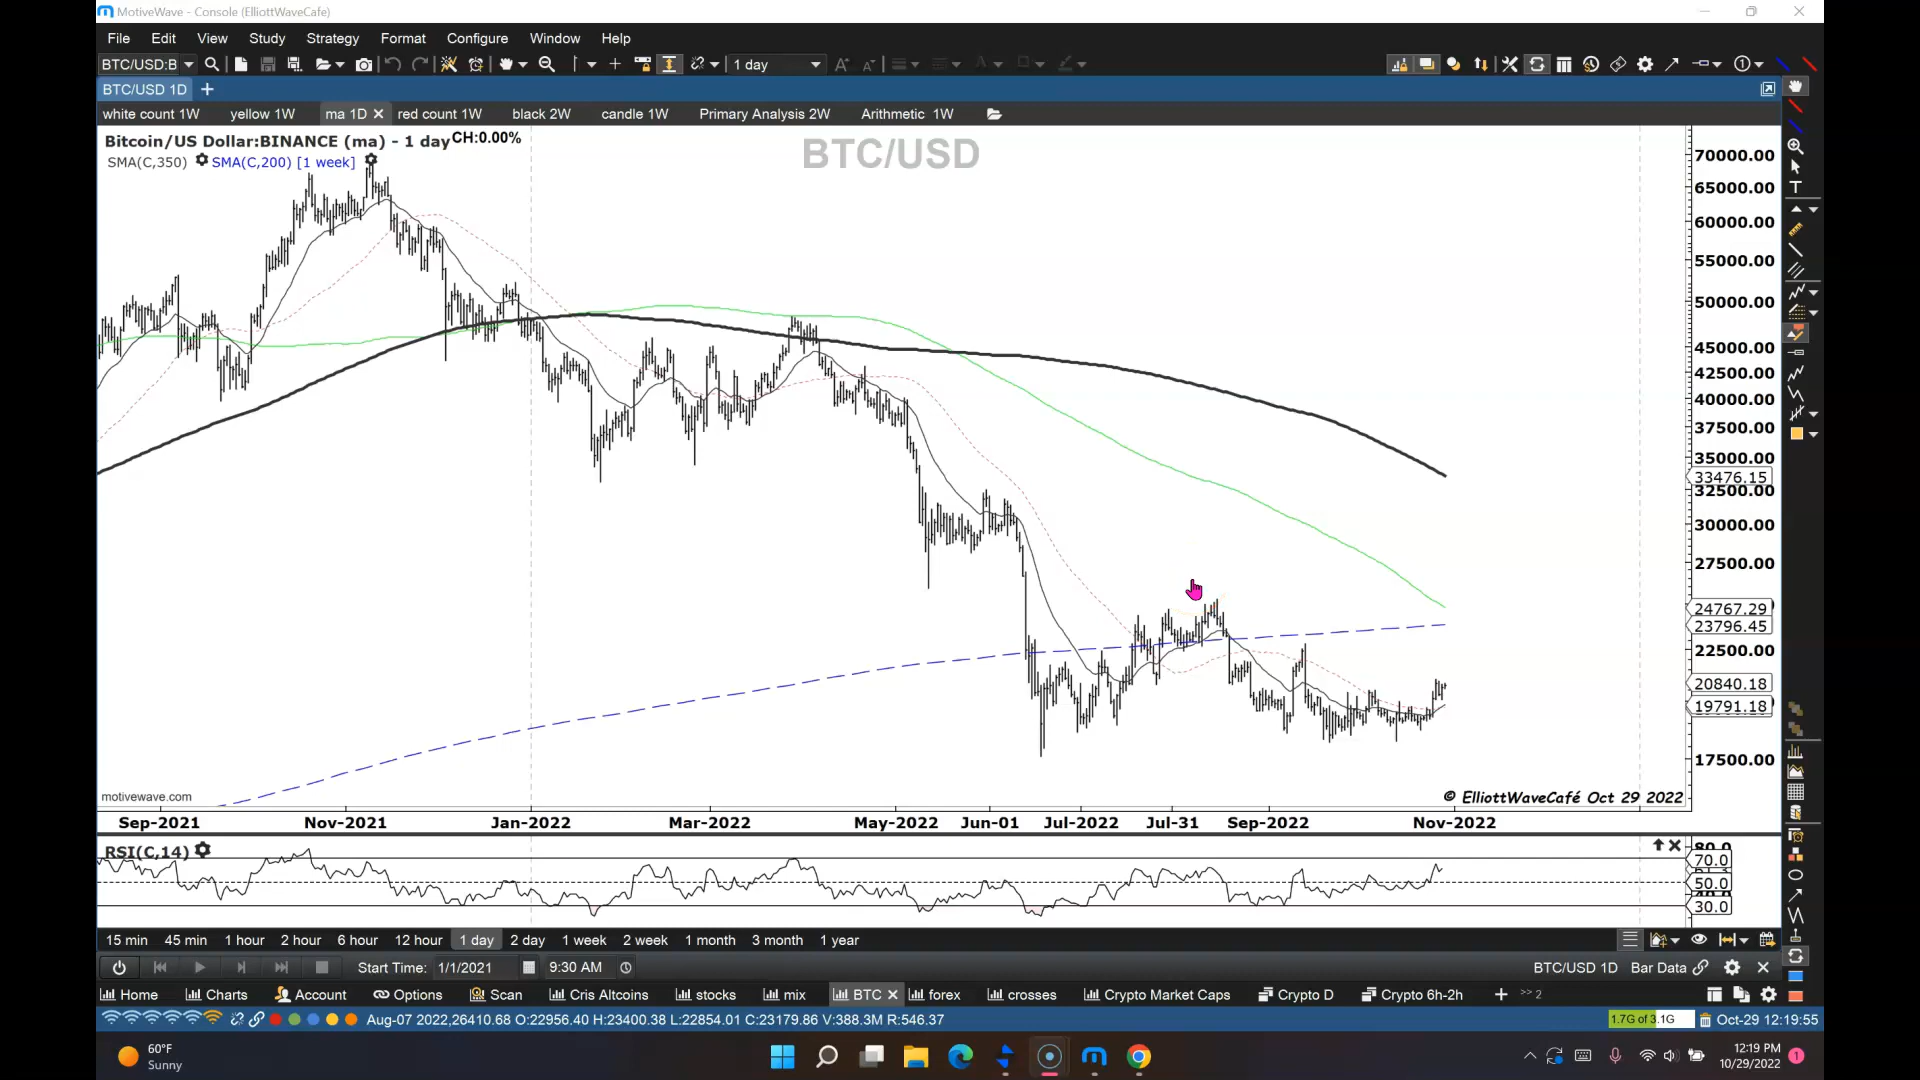 MotiveWave - Console (ElliottWaveCafe)
File Edit View Study Strategy Format Configure Window Help
BTC/USD:B 1 day
BTC/USD 1D +
white count 1W yellow 1W ma 1D red count 1W black 2W candle 1W Primary Analysis 2W Arithmetic 1W
Bitcoin/US Dollar:BINANCE (ma) - 1 day CH:0.00%
SMA(C,350) SMA(C,200) [1 week]
BTC/USD
70000.00
65000.00
60000.00
55000.00
50000.00
45000.00
42500.00
40000.00
37500.00
35000.00
33476.15
32500.00
30000.00
27500.00
24767.29
23796.45
22500.00
20840.18
19791.18
17500.00
motivewave.com
© ElliottWaveCafé Oct 29 2022
Sep-2021 Nov-2021 Jan-2022 Mar-2022 May-2022 Jun-01 Jul-2022 Jul-31 Sep-2022 Nov-2022
RSI(C,14)
80.0
70.0
50.0
30.0
15 min 45 min 1 hour 2 hour 6 hour 12 hour 1 day 2 day 1 week 2 week 1 month 3 month 1 year
Start Time: 1/1/2021 9:30 AM BTC/USD 1D Bar Data
Home Charts Account Options Scan Cris Altcoins stocks mix BTC forex crosses Crypto Market Caps Crypto D Crypto 6h-2h + >> 2
Aug-07 2022,26410.68 O:22956.40 H:23400.38 L:22854.01 C:23179.86 V:388.3M R:546.37 1.7G of 3.1G Oct-29 12:19:55
60°F
Sunny
12:19 PM
10/29/2022
1